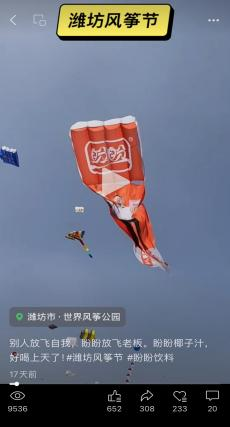 潍坊风筝节
盼盼
潍坊市·世界风筝公园
别人放飞自我，盼盼放飞老板。盼盼椰子汁，
好喝上天了！#潍坊风筝节 #盼盼饮料
17天前
9536
652
308
233
20